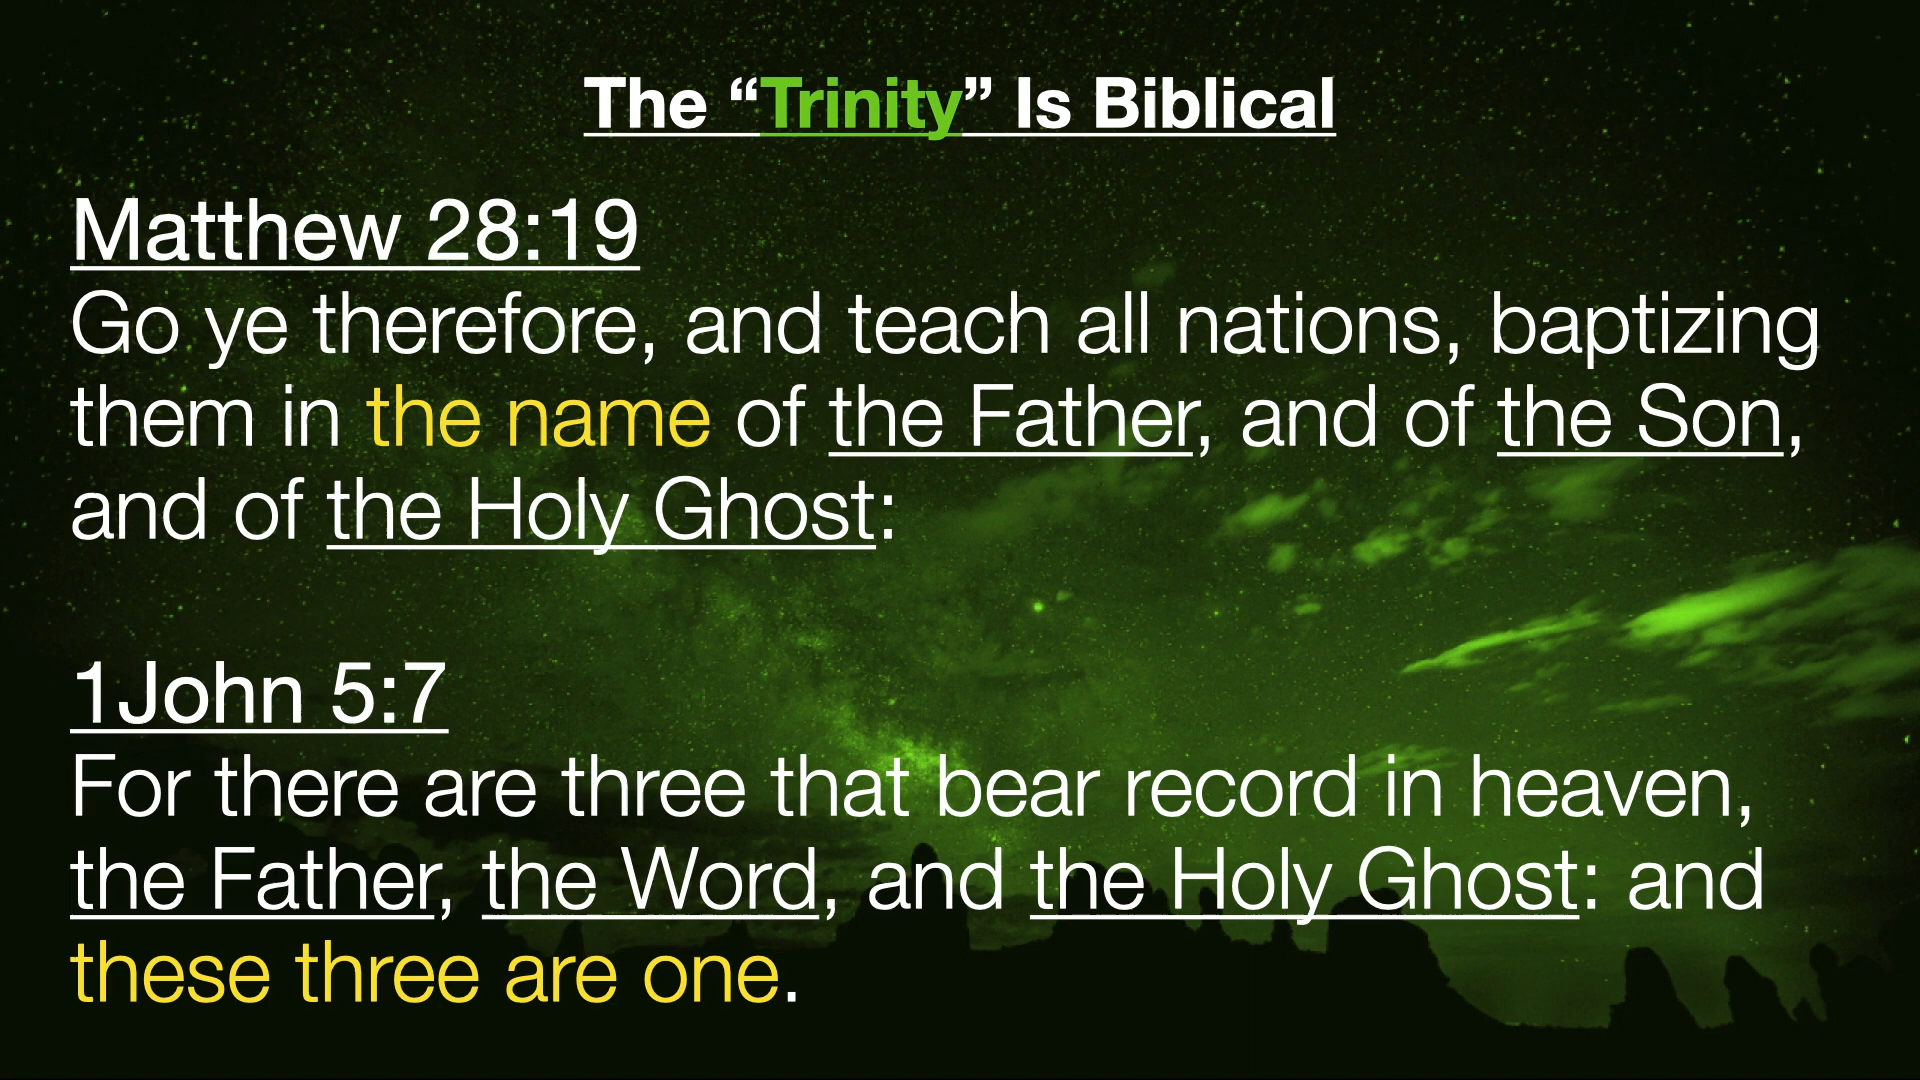 The “Trinity” Is Biblical
Matthew 28:19
Go ye therefore, and teach all nations, baptizing
them in the name of the Father, and of the Son,
and of the Holy Ghost:
1John 5:7
For there are three that bear record in heaven,
the Father, the Word, and the Holy Ghost: and
these three are one.